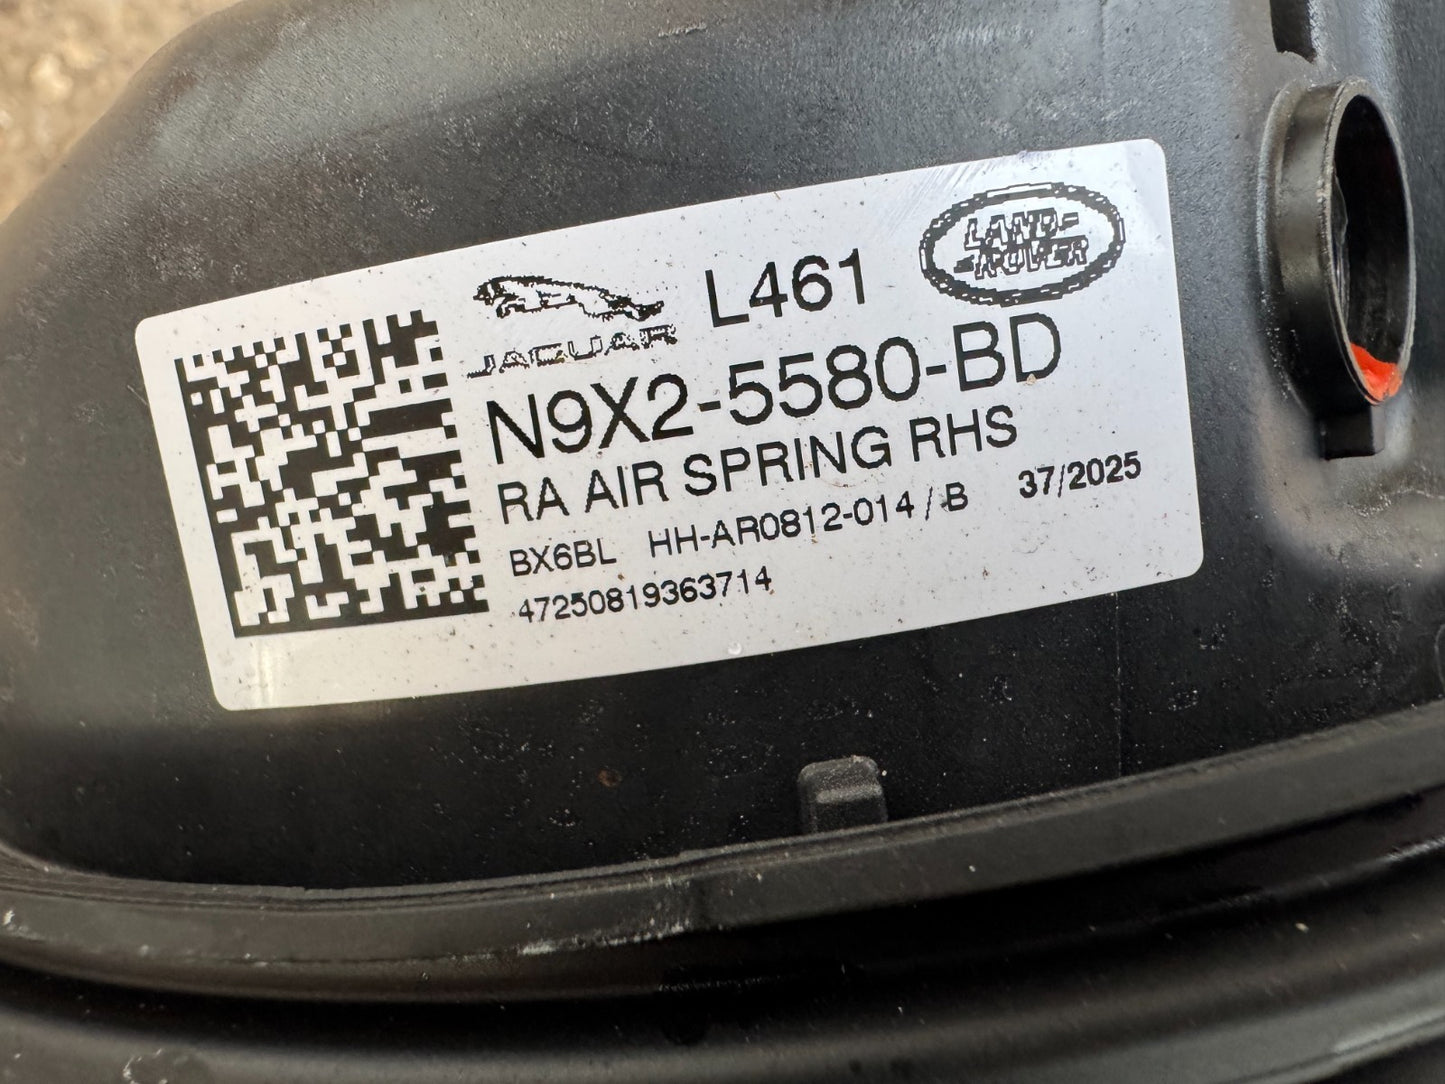 JAGUAR L461 LAND-ROVER
N9X2-5580-BD
RA AIR SPRING RHS
BX6BL HH-AR0812-014 / B 37/2025
47250819363714